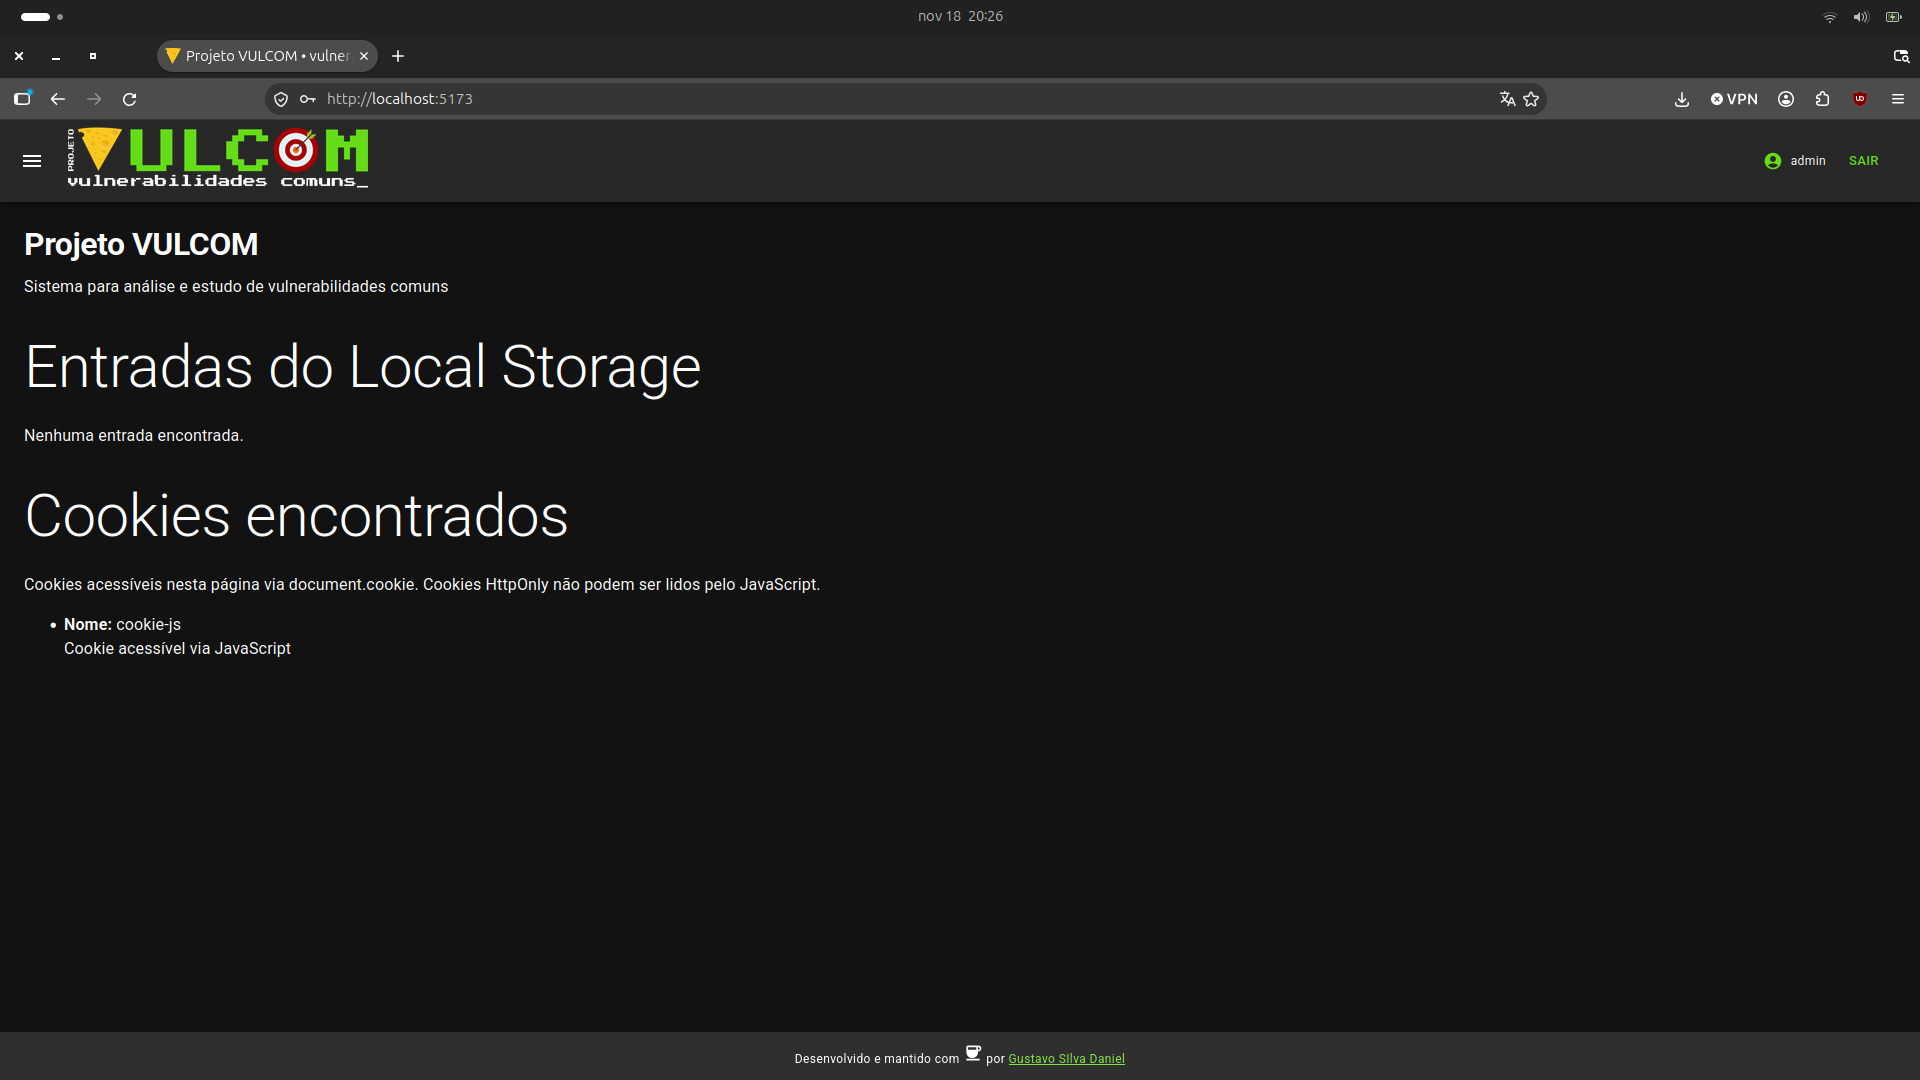 nov 18 20:26
Projeto VULCOM • vulner
http://localhost:5173
VPN
PROJETO
VULCOM
vulnerabilidades comuns_
admin
SAIR
Projeto VULCOM
Sistema para análise e estudo de vulnerabilidades comuns
Entradas do Local Storage
Nenhuma entrada encontrada.
Cookies encontrados
Cookies acessíveis nesta página via document.cookie. Cookies HttpOnly não podem ser lidos pelo JavaScript.
• Nome: cookie-js
Cookie acessível via JavaScript
Desenvolvido e mantido com por Gustavo SIlva Daniel